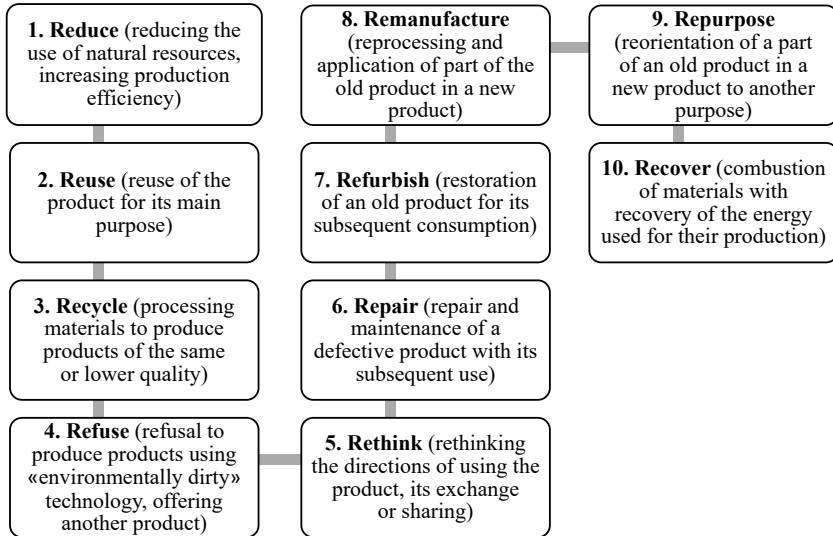 1. Reduce (reducing the
use of natural resources,
increasing production
efficiency)
2. Reuse (reuse of the
product for its main
purpose)
3. Recycle (processing
materials to produce
products of the same
or lower quality)
4. Refuse (refusal to
produce products using
«environmentally dirty»
technology, offering
another product)
5. Rethink (rethinking
the directions of using the
product, its exchange
or sharing)
6. Repair (repair and
maintenance of a
defective product with its
subsequent use)
7. Refurbish (restoration
of an old product for its
subsequent consumption)
8. Remanufacture
(reprocessing and
application of part of the
old product in a new
product)
9. Repurpose
(reorientation of a part
of an old product in a
new product to another
purpose)
10. Recover (combustion
of materials with
recovery of the energy
used for their production)